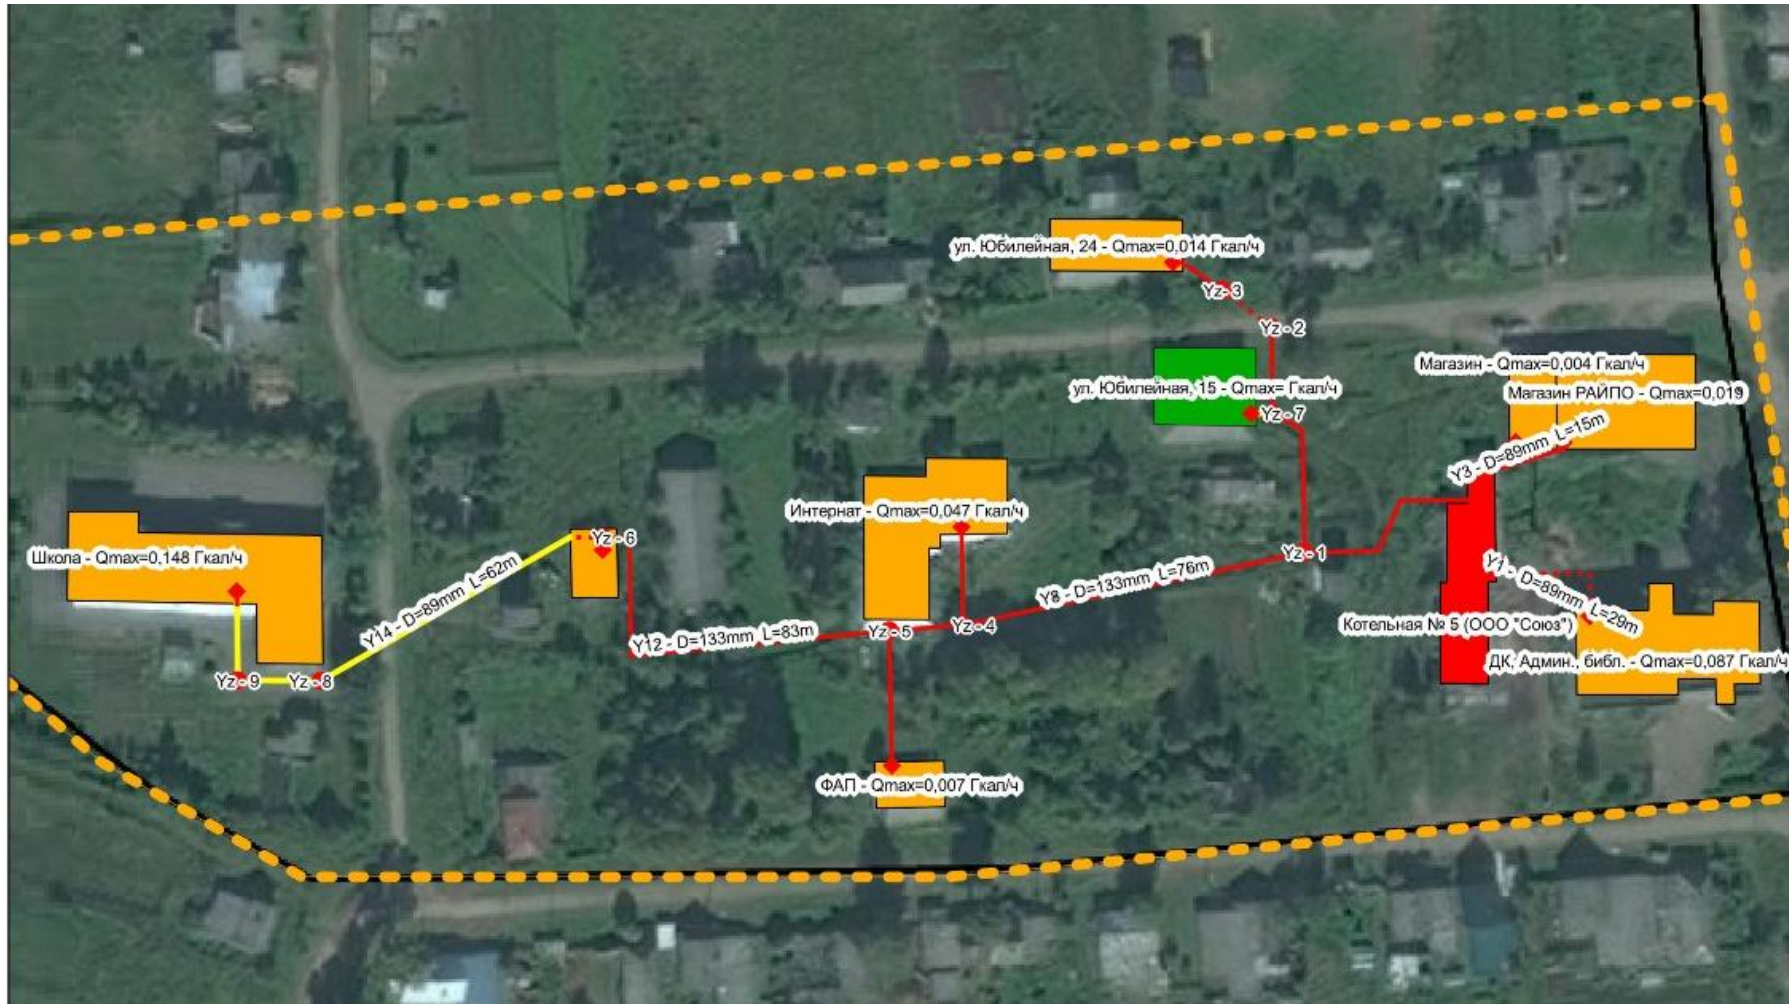 ул. Юбилейная, 24 - Qmax=0,014 Гкал/ч
Yz - 3
Yz - 2
Магазин - Qmax=0,004 Гкал/ч
ул. Юбилейная, 15 - Qmax= Гкал/ч
Магазин РАЙПО - Qmax=0,019
Yz - 7
Y3 - D=89mm L=15m
Интернат - Qmax=0,047 Гкал/ч
Yz - 6
Школа - Qmax=0,148 Гкал/ч
Yz - 1
Y1 - D=89mm L=29m
Y8 - D=133mm L=76m
Y14 - D=89mm L=62m
Котельная № 5 (ООО "Союз")
Yz - 5
Yz - 4
Y12 - D=133mm L=83m
ДК, Админ., библ. - Qmax=0,087 Гкал/ч
Yz - 9
Yz - 8
ФАП - Qmax=0,007 Гкал/ч